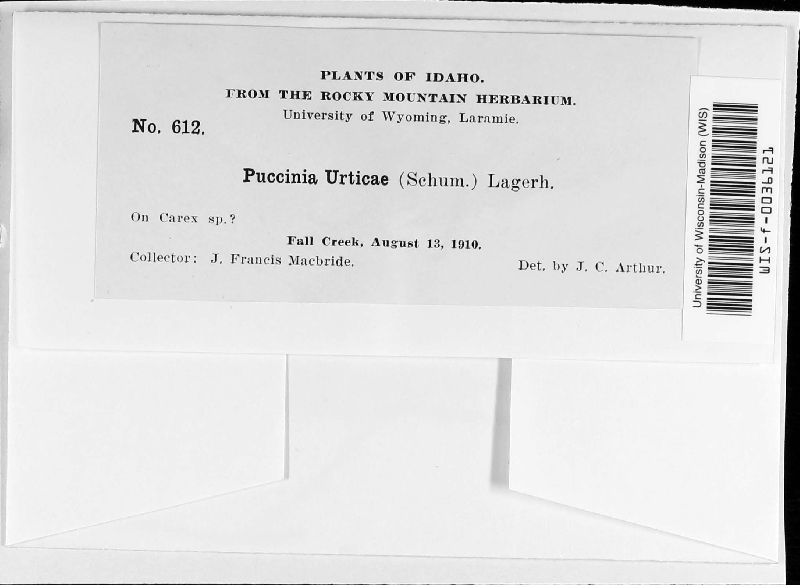 PLANTS OF IDAHO.
FROM THE ROCKY MOUNTAIN HERBARIUM.
University of Wyoming, Laramie.
No. 612.
Puccinia Urticae (Schum.) Lagerh.
On Carex sp.?
Fall Creek, August 13, 1910.
Collector: J. Francis Macbride.
Det. by J. C. Arthur.
University of Wisconsin-Madison (WIS)
WIS-f-0039157